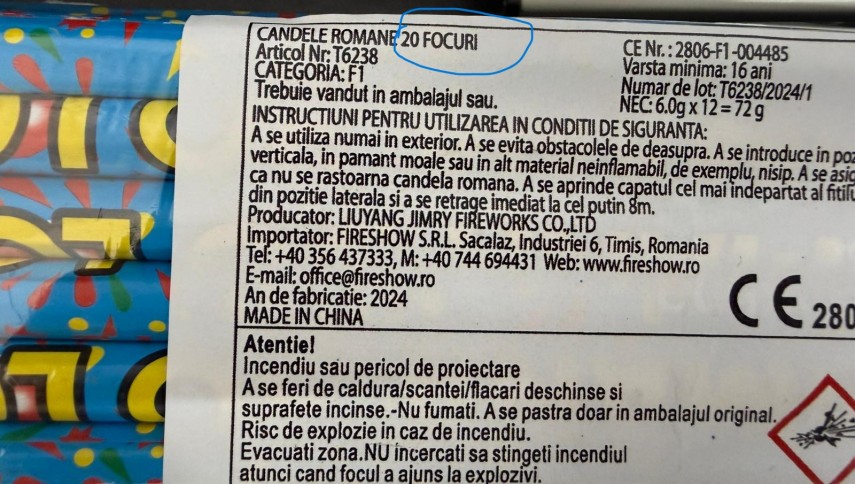 CANDELE ROMANE 20 FOCURI
Articol Nr: T6238
CATEGORIA: F1
Trebuie vandut in ambalajul sau.
CE Nr. : 2806-F1-004485
Varsta minima: 16 ani
Numar de lot: T6238/2024/1
NEC: 6.0g x 12 = 72 g
INSTRUCTIUNI PENTRU UTILIZAREA IN CONDITII DE SIGURANTA:
A se utiliza numai in exterior. A se evita obstacolele de deasupra. A se introduce in poz
verticala, in pamant moale sau in alt material neinflamabil, de exemplu, nisip. A se asig
ca nu se rastoarna candela romana. A se aprinde capatul cel mai indepartat al fitilu
din pozitie laterala si a se retrage imediat la cel putin 8m.
Producator: LIUYANG JIMRY FIREWORKS CO.,LTD
Importator: FIRESHOW S.R.L. Sacalaz, Industriei 6, Timis, Romania
Tel: +40 356 437333, M: +40 744 694431 Web: www.fireshow.ro
E-mail: office@fireshow.ro
An de fabricatie: 2024
MADE IN CHINA
CE 280
Atentie!
Incendiu sau pericol de proiectare
A se feri de caldura/scantei/flacari deschinse si
suprafete incinse.-Nu fumati. A se pastra doar in ambalajul original.
Risc de explozie in caz de incendiu.
Evacuati zona.NU incercati sa stingeti incendiul
atunci cand focul a ajuns la explozivi.